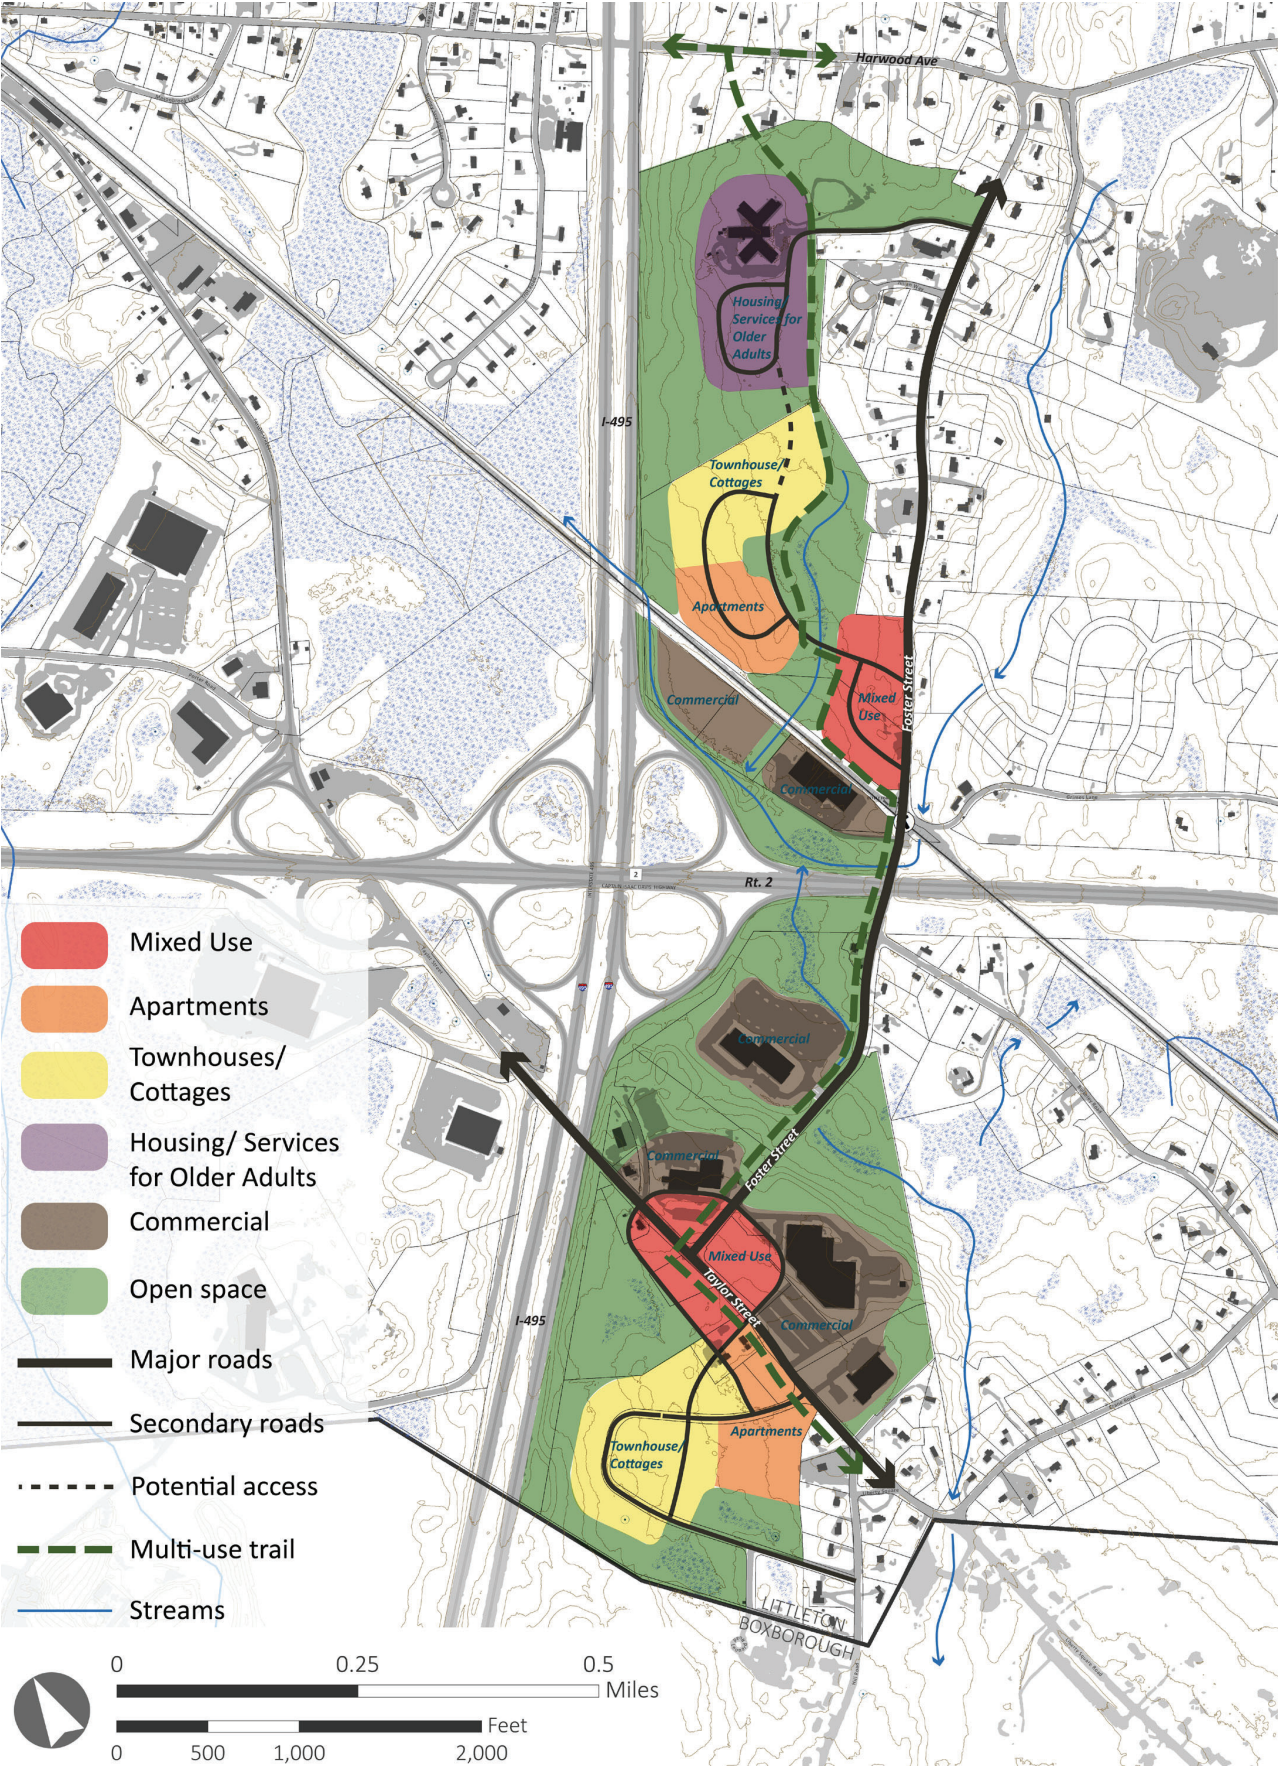 Harwood Ave
Housing/
Services for
Older
Adults
I-495
Townhouse/
Cottages
Apartments
Foster Street
Commercial
Mixed
Use
Commercial
Rt. 2
2
Commercial
Commercial
Foster Street
Mixed Use
Taylor Street
Commercial
I-495
Apartments
Townhouse/
Cottages
LITTLETON
BOXBOROUGH
Mixed Use
Apartments
Townhouses/
Cottages
Housing/ Services
for Older Adults
Commercial
Open space
Major roads
Secondary roads
Potential access
Multi-use trail
Streams
0 0.25 0.5
Miles
Feet
0 500 1,000 2,000